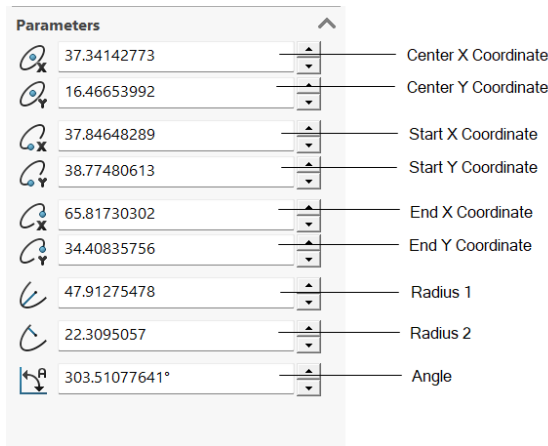 Parameters
37.34142773 Center X Coordinate
16.46653992 Center Y Coordinate
37.84648289 Start X Coordinate
38.77480613 Start Y Coordinate
65.81730302 End X Coordinate
34.40835756 End Y Coordinate
47.91275478 Radius 1
22.3095057 Radius 2
303.51077641° Angle